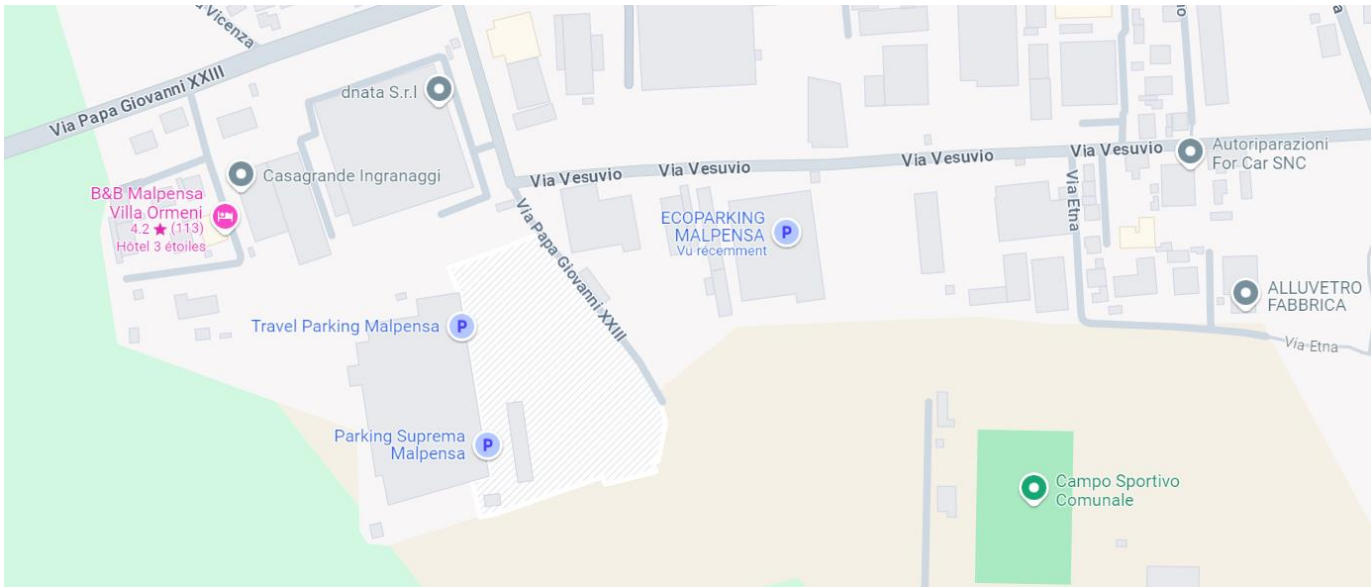 Vicenza
io
a
Via Papa Giovanni XXIII
dnata S.r.l
Casagrande Ingranaggi
B&B Malpensa
Villa Ormeni
4.2 ★ (113)
Hôtel 3 étoiles
Via Vesuvio
Via Vesuvio
Via Vesuvio
Via Vesuvio
Autoriparazioni
For Car SNC
Via Papa Giovanni XXIII
ECOPARKING
MALPENSA
Vu récemment
P
Via Etna
ALLUVETRO
FABBRICA
Via Etna
Travel Parking Malpensa
P
Parking Suprema
Malpensa
P
Campo Sportivo
Comunale